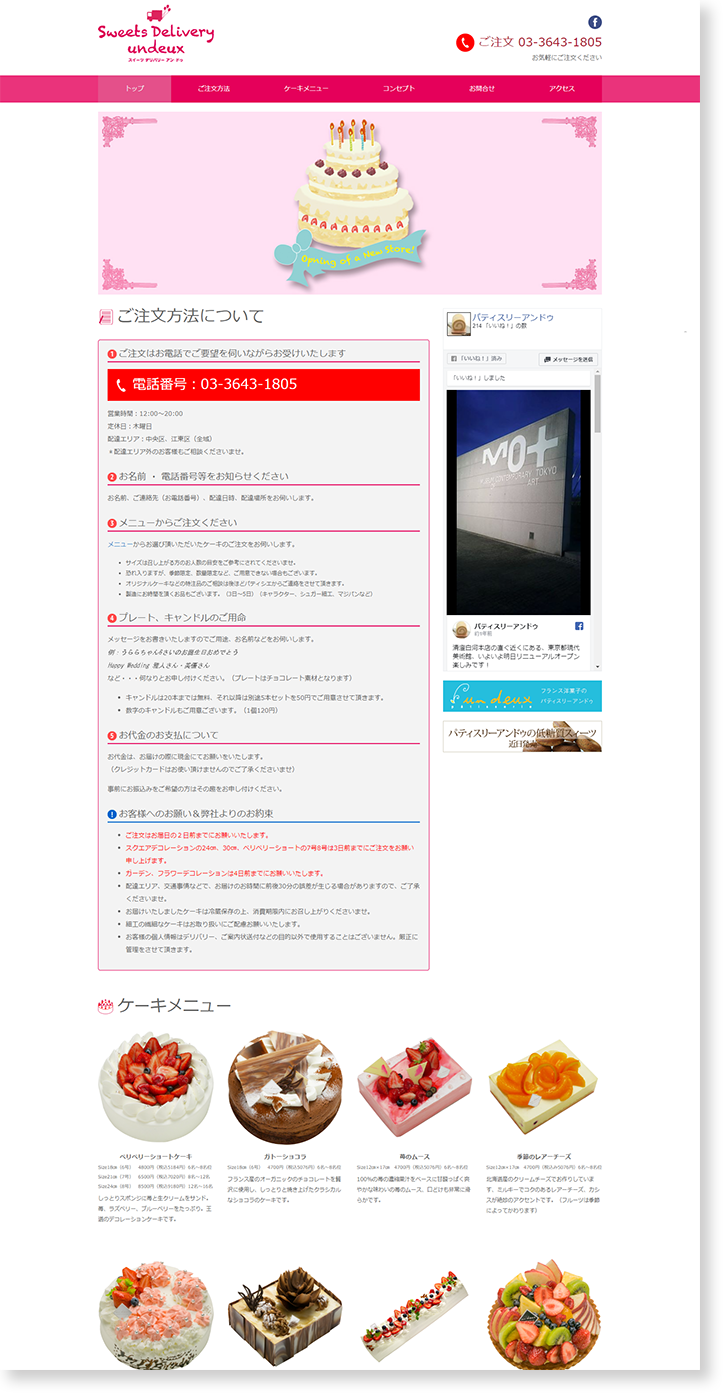 Sweets Delivery
undeux
スイーツ デリバリー アン ドゥ
ご注文 03-3643-1805
お気軽にご注文ください
トップ
ご注文方法
ケーキメニュー
コンセプト
お問合せ
アクセス
Opning of a New Store!
ご注文方法について
1 ご注文はお電話でご要望を伺いながらお受けいたします
電話番号：03-3643-1805
営業時間：12:00～20:00
定休日：木曜日
配達エリア：中央区、江東区（全域）
＊配達エリア外のお客様もご相談くださいませ。
2 お名前 ・ 電話番号等をお知らせください
お名前、ご連絡先（お電話番号）、配達日時、配達場所をお伺いします。
3 メニューからご注文ください
メニューからお選び頂いただいたケーキのご注文をお伺いします。
サイズは召し上がる方のお人数の目安をご参考にされてくださいませ。
恐れ入りますが、季節限定、数量限定など、ご用意できない場合もございます。
オリジナルケーキなどの特注品のご相談は後ほどパティシエからご連絡をさせて頂きます。
製造にお時間を頂くお品もございます。（3日～5日）（キャラクター、シュガー細工、マジパンなど）
4 プレート、キャンドルのご用命
メッセージをお書きいたしますのでご用途、お名前などをお伺いします。
例・うららちゃん6さいのお誕生日おめでとう
など・・・何なりとお申し付けください。（プレートはチョコレート素材となります）
キャンドルは20本までは無料、それ以降は別途5本セットを50円でご用意させて頂きます。
数字のキャンドルもご用意ございます。（1個120円）
5 お代金のお支払について
お代金は、お届けの際に現金にてお願いをいたします。
（クレジットカードはお使い頂けませんのでご了承くださいませ）
事前にお振込みをご希望の方はその趣をお申し付けください。
! お客様へのお願い＆弊社よりのお約束
ご注文はお届日の２日前までにお願いいたします。
スクエアデコレーションの24㎝、30㎝、ベリベリーショートの7号8号は3日前までにご注文をお願い
申し上げます。
ガーデン、フラワーデコレーションは4日前までにお願いいたします。
配達エリア、交通事情などで、お届けのお時間に前後30分の誤差が生じる場合がありますので、ご了承
くださいませ。
お届けいたしましたケーキは冷蔵保存の上、消費期限内にお召し上がりくださいませ。
細工の繊細なケーキはお取り扱いにご配慮お願いいたします。
お客様の個人情報はデリバリー、ご案内状送付などの目的以外で使用することはございません。厳正に
管理をさせて頂きます。
パティスリーアンドゥ
214 「いいね！」の数
「いいね！」済み
メッセージを送信
「いいね！」しました
MO+
CONTEMPORARY TOKYO
ART
パティスリーアンドゥ
約1年前
清澄白河本店の直ぐ近くにある、東京都現代
美術館、いよいよ明日リニューアルオープン
楽しみです！
un deux
フランス洋菓子の
パティスリーアンドゥ
パティスリーアンドゥの低糖質スィーツ
近日発売
ケーキメニュー
ベリベリーショートケーキ
Size18㎝（6号） 4800円（税込5184円）6名～8名様
Size21㎝（7号） 6500円（税込7020円）8名～12名
Size24㎝（8号） 8500円（税込9180円）12名～16名
しっとりスポンジに苺と生クリームをサンド。
苺、ラズベリー、ブルーベリーをたっぷり。王
道のデコレーションケーキです。
ガトーショコラ
Size18㎝（6号） 4700円（税込5076円）6名～8名様
フランス星のオーガニックのチョコレートを贅
沢に使用し、しっとりと焼き上げたクラシカル
なショコラのケーキです。
苺のムース
Size12㎝×17㎝ 4700円（税込5076円）6名～8名様
100%の苺の濃縮果汁をベースに甘酸っぱく爽
やかな味わいの苺のムース、口どけも非常に滑
らかです。
季節のレアーチーズ
Size12㎝×17㎝ 4700円（税込み5076円）6名～8名様
北海道産のクリームチーズでお作りしていま
す、ミルキーでコクのあるレアーチーズ、カシ
スが絶妙のアクセントです。（フルーツは季節
によってかわります）